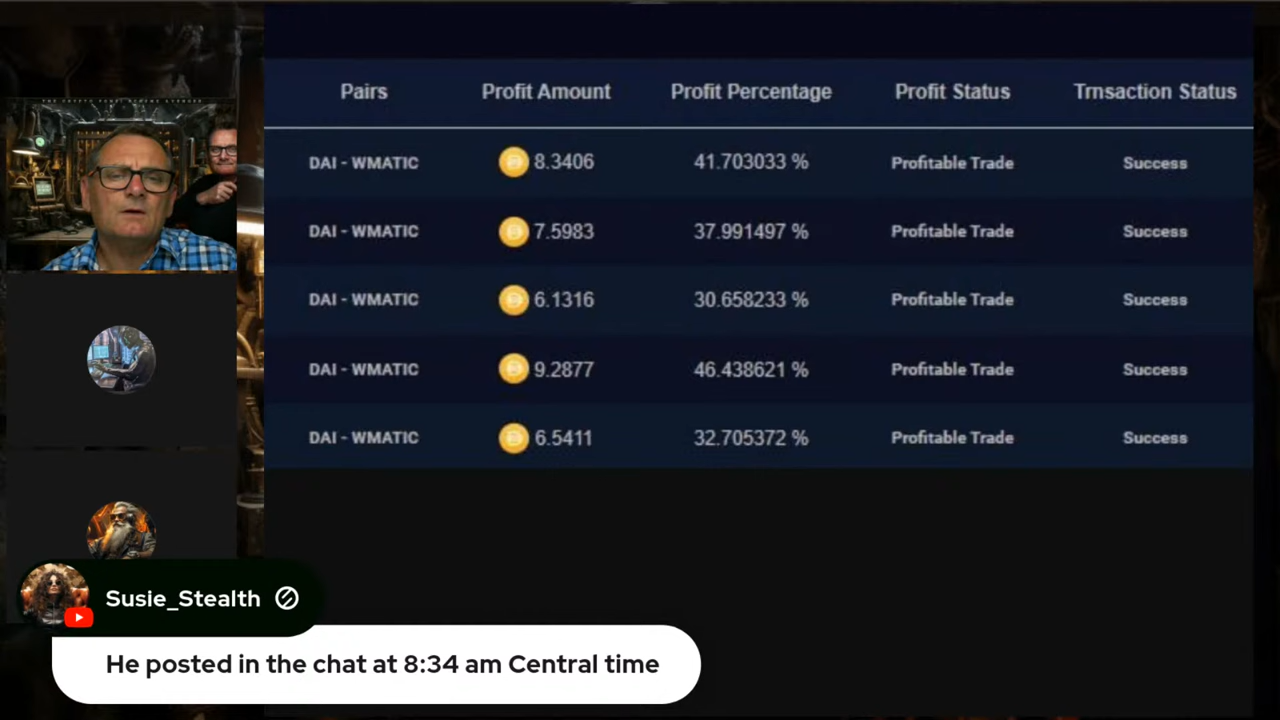 Pairs Profit Amount Profit Percentage Profit Status Trnsaction Status
DAI - WMATIC 8.3406 41.703033 % Profitable Trade Success
DAI - WMATIC 7.5983 37.991497 % Profitable Trade Success
DAI - WMATIC 6.1316 30.658233 % Profitable Trade Success
DAI - WMATIC 9.2877 46.438621 % Profitable Trade Success
DAI - WMATIC 6.5411 32.705372 % Profitable Trade Success
Susie_Stealth
He posted in the chat at 8:34 am Central time